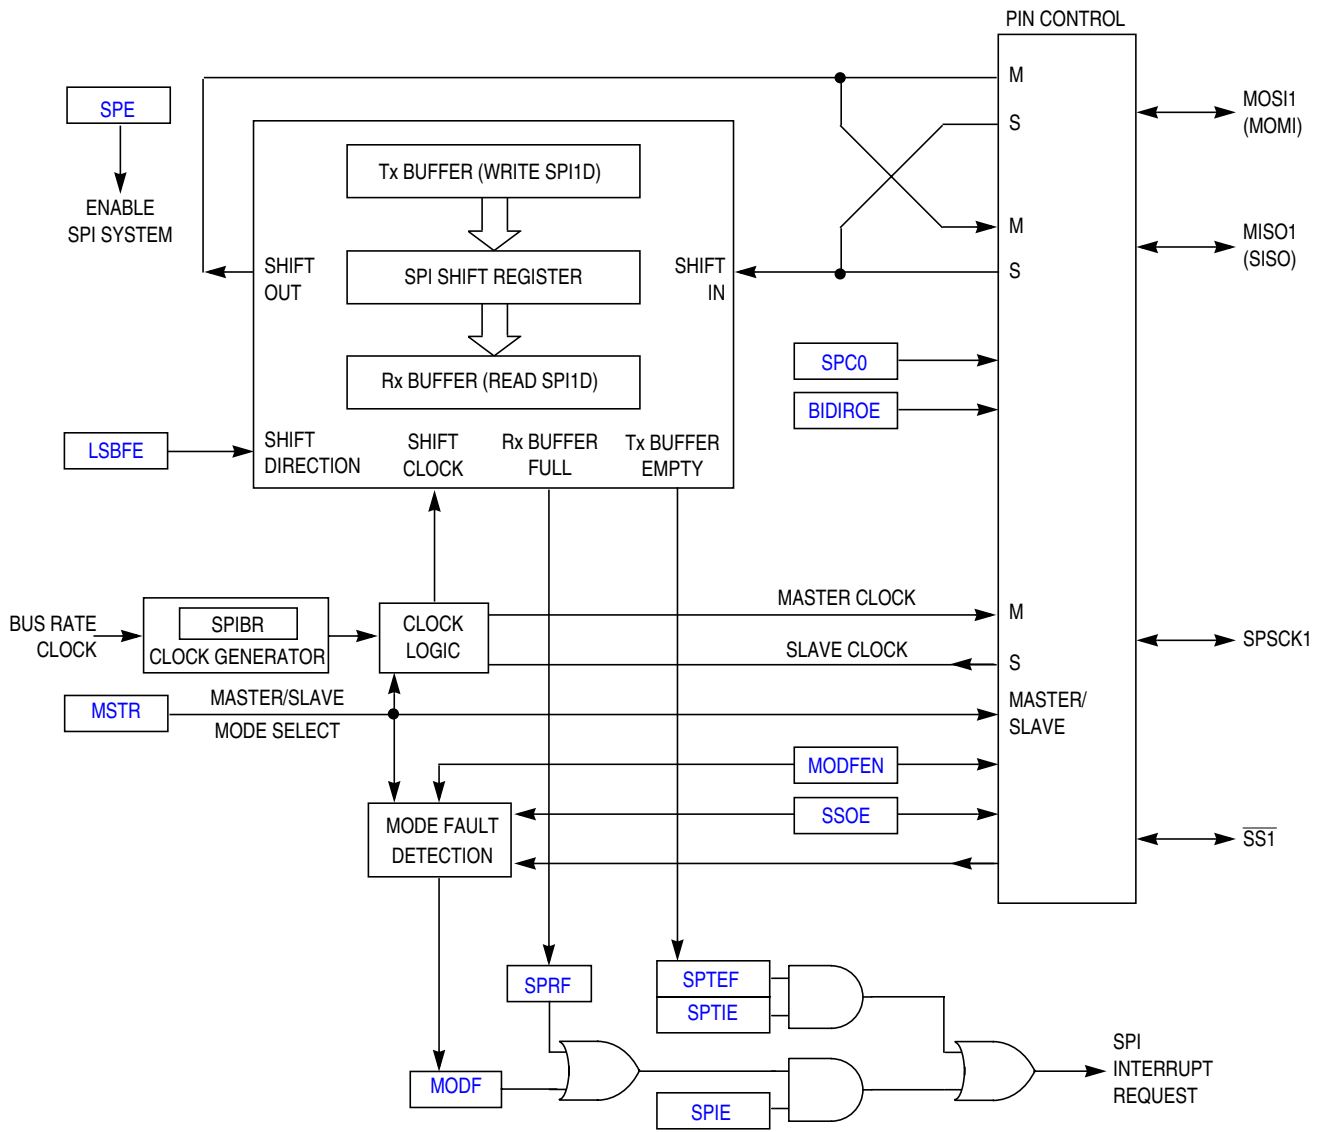 PIN CONTROL
M
SPE
MOSI1
(MOMI)
S
Tx BUFFER (WRITE SPI1D)
ENABLE
SPI SYSTEM
M
MISO1
(SISO)
SHIFT
OUT
SPI SHIFT REGISTER
SHIFT
IN
S
SPC0
Rx BUFFER (READ SPI1D)
BIDIROE
LSBFE
SHIFT
DIRECTION
SHIFT
CLOCK
Rx BUFFER
FULL
Tx BUFFER
EMPTY
BUS RATE
CLOCK
SPIBR
CLOCK GENERATOR
CLOCK
LOGIC
MASTER CLOCK
M
SLAVE CLOCK
S
SPSCK1
MSTR
MASTER/SLAVE
MODE SELECT
MASTER/
SLAVE
MODFEN
SSOE
MODE FAULT
DETECTION
SS1
SPRF
SPTEF
SPTIE
MODF
SPIE
SPI
INTERRUPT
REQUEST